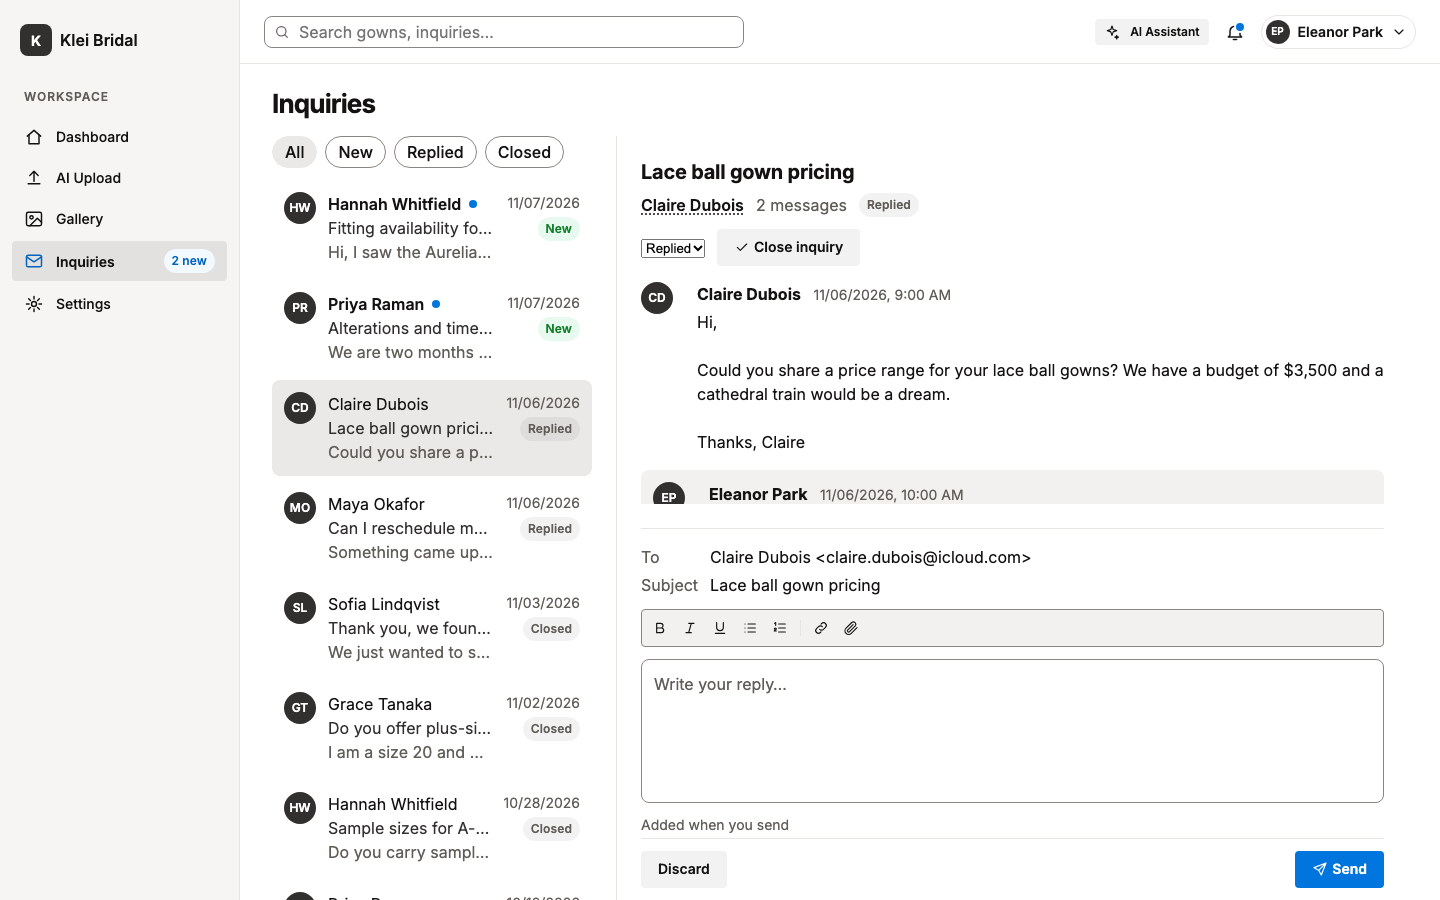 K Klei Bridal
WORKSPACE
Dashboard
AI Upload
Gallery
Inquiries 2 new
Settings
Search gowns, inquiries...
AI Assistant
EP Eleanor Park
Inquiries
All New Replied Closed
HW Hannah Whitfield 11/07/2026
Fitting availability fo... New
Hi, I saw the Aurelia...
PR Priya Raman 11/07/2026
Alterations and time... New
We are two months ...
CD Claire Dubois 11/06/2026
Lace ball gown prici... Replied
Could you share a p...
MO Maya Okafor 11/06/2026
Can I reschedule m... Replied
Something came up...
SL Sofia Lindqvist 11/03/2026
Thank you, we foun... Closed
We just wanted to s...
GT Grace Tanaka 11/02/2026
Do you offer plus-si... Closed
I am a size 20 and ...
HW Hannah Whitfield 10/28/2026
Sample sizes for A-... Closed
Do you carry sampl...
Lace ball gown pricing
Claire Dubois 2 messages Replied
Replied Close inquiry
CD Claire Dubois 11/06/2026, 9:00 AM
Hi,
Could you share a price range for your lace ball gowns? We have a budget of $3,500 and a
cathedral train would be a dream.
Thanks, Claire
EP Eleanor Park 11/06/2026, 10:00 AM
To Claire Dubois <claire.dubois@icloud.com>
Subject Lace ball gown pricing
B I U
Write your reply...
Added when you send
Discard Send